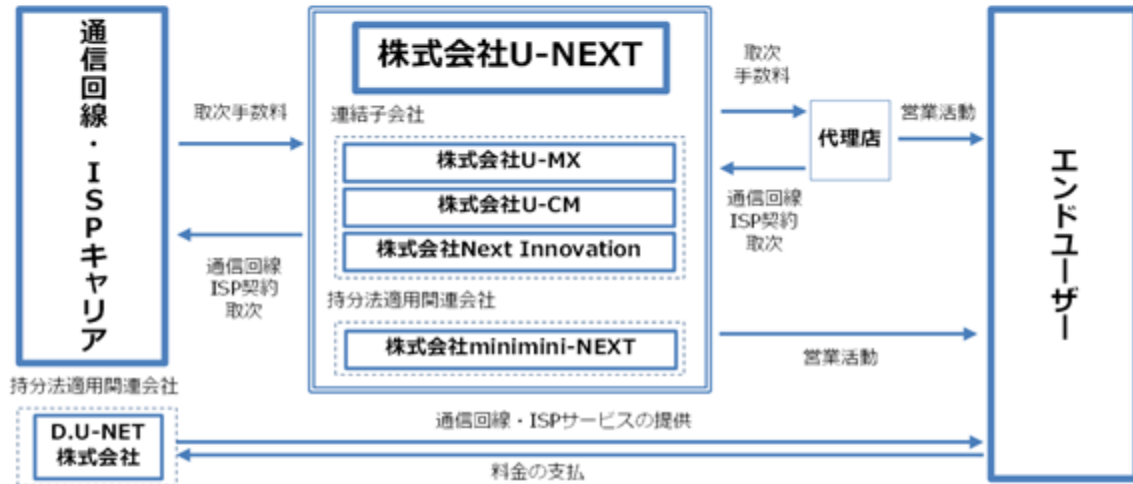 通信回線・ISPキャリア
持分法適用関連会社
D.U-NET
株式会社
取次手数料
通信回線
ISP契約
取次
株式会社U-NEXT
連結子会社
株式会社U-MX
株式会社U-CM
株式会社Next Innovation
持分法適用関連会社
株式会社minimini-NEXT
取次
手数料
代理店
営業活動
通信回線
ISP契約
取次
営業活動
通信回線・ISPサービスの提供
料金の支払
エンドユーザー